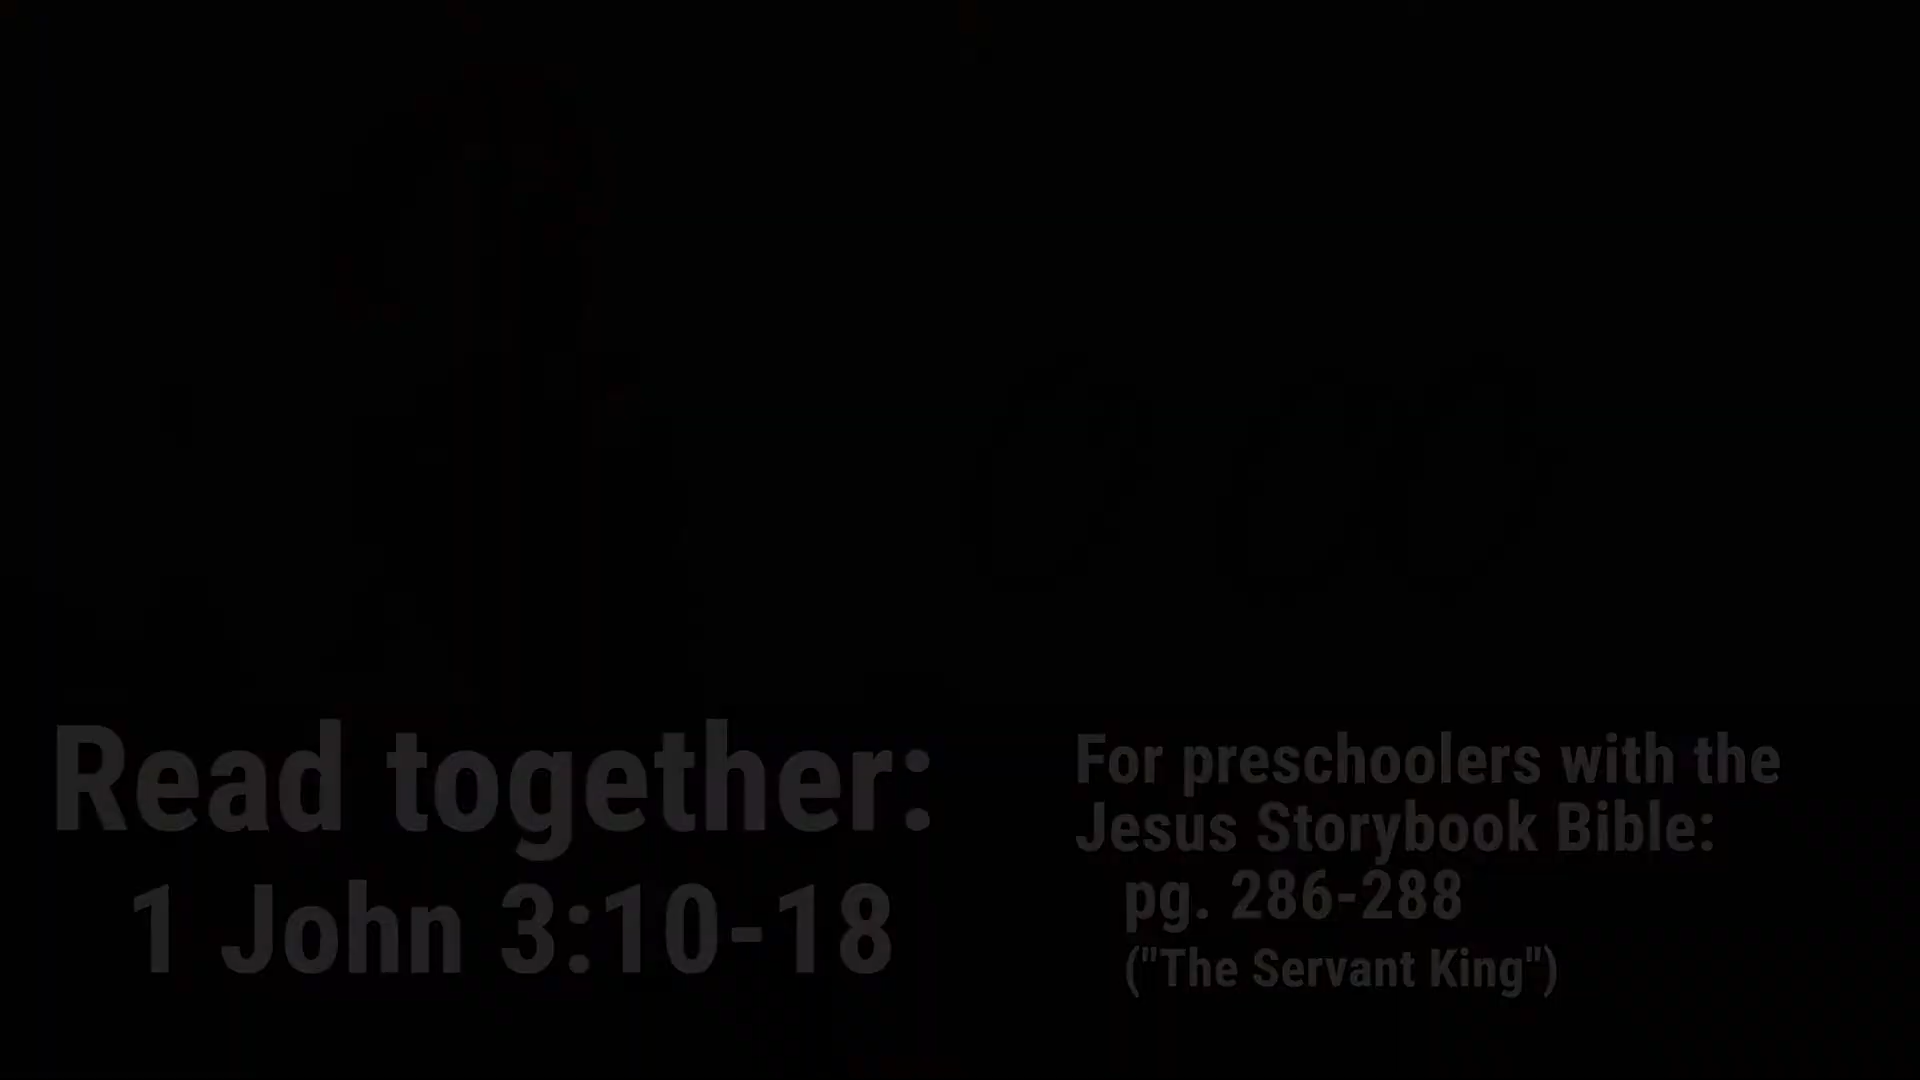 Read together:
1 John 3:10-18
For preschoolers with the
Jesus Storybook Bible:
pg. 286-288
("The Servant King")